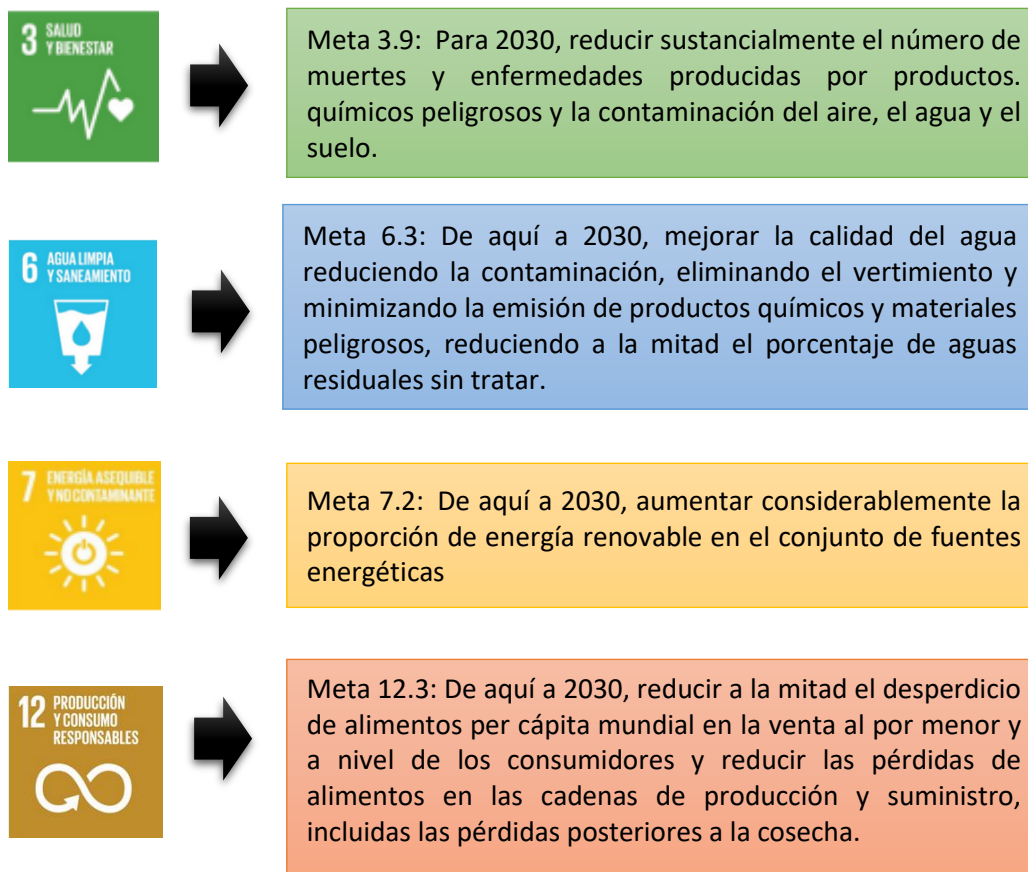 3 SALUD
Y BIENESTAR
Meta 3.9: Para 2030, reducir sustancialmente el número de
muertes y enfermedades producidas por productos.
químicos peligrosos y la contaminación del aire, el agua y el
suelo.
6 AGUA LIMPIA
Y SANEAMIENTO
Meta 6.3: De aquí a 2030, mejorar la calidad del agua
reduciendo la contaminación, eliminando el vertimiento y
minimizando la emisión de productos químicos y materiales
peligrosos, reduciendo a la mitad el porcentaje de aguas
residuales sin tratar.
7 ENERGÍA ASEQUIBLE
Y NO CONTAMINANTE
Meta 7.2: De aquí a 2030, aumentar considerablemente la
proporción de energía renovable en el conjunto de fuentes
energéticas
12 PRODUCCIÓN
Y CONSUMO
RESPONSABLES
Meta 12.3: De aquí a 2030, reducir a la mitad el desperdicio
de alimentos per cápita mundial en la venta al por menor y
a nivel de los consumidores y reducir las pérdidas de
alimentos en las cadenas de producción y suministro,
incluidas las pérdidas posteriores a la cosecha.